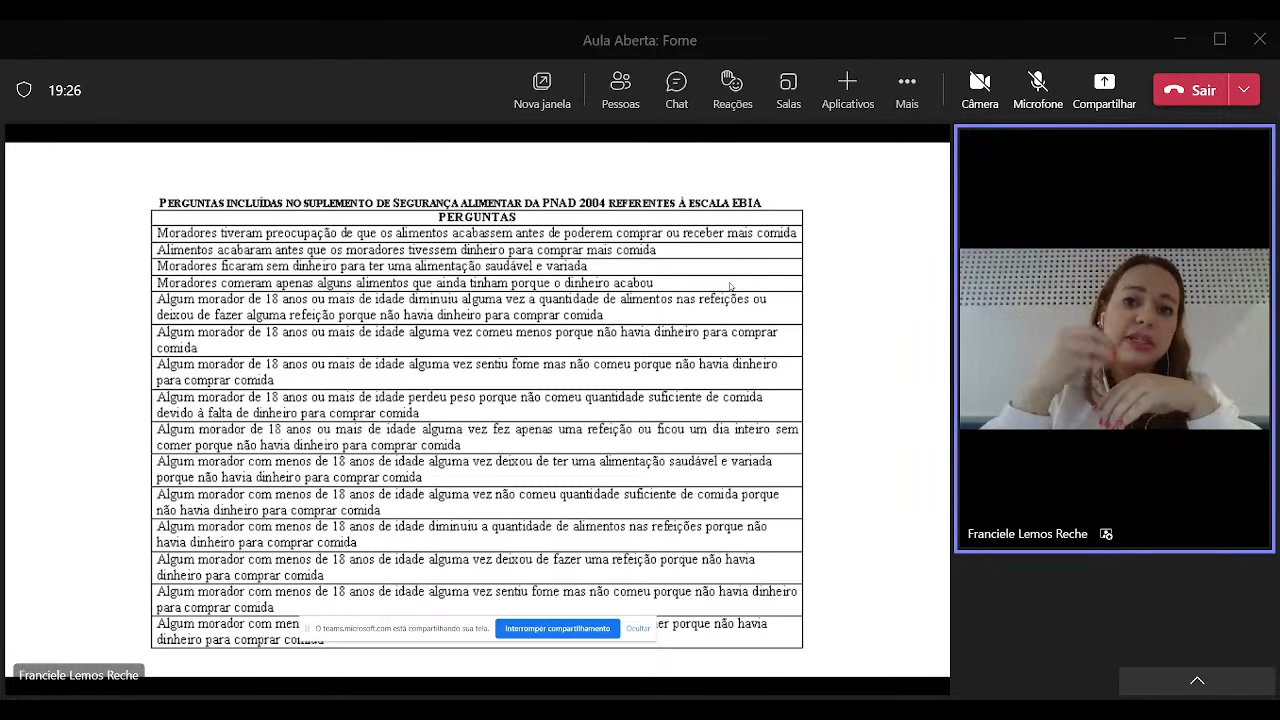 Aula Aberta: Fome
19:26
Nova janela
Pessoas
Chat
Reações
Salas
Aplicativos
Mais
Câmera
Microfone
Compartilhar
Sair
PERGUNTAS INCLUÍDAS NO SUPLEMENTO DE SEGURANÇA ALIMENTAR DA PNAD 2004 REFERENTES À ESCALA EBIA
PERGUNTAS
Moradores tiveram preocupação de que os alimentos acabassem antes de poderem comprar ou receber mais comida
Alimentos acabaram antes que os moradores tivessem dinheiro para comprar mais comida
Moradores ficaram sem dinheiro para ter uma alimentação saudável e variada
Moradores comeram apenas alguns alimentos que ainda tinham porque o dinheiro acabou
Algum morador de 18 anos ou mais de idade diminuiu alguma vez a quantidade de alimentos nas refeições ou
deixou de fazer alguma refeição porque não havia dinheiro para comprar comida
Algum morador de 18 anos ou mais de idade alguma vez comeu menos porque não havia dinheiro para comprar
comida
Algum morador de 18 anos ou mais de idade alguma vez sentiu fome mas não comeu porque não havia dinheiro
para comprar comida
Algum morador de 18 anos ou mais de idade perdeu peso porque não comeu quantidade suficiente de comida
devido à falta de dinheiro para comprar comida
Algum morador de 18 anos ou mais de idade alguma vez fez apenas uma refeição ou ficou um dia inteiro sem
comer porque não havia dinheiro para comprar comida
Algum morador com menos de 18 anos de idade alguma vez deixou de ter uma alimentação saudável e variada
porque não havia dinheiro para comprar comida
Algum morador com menos de 18 anos de idade alguma vez não comeu quantidade suficiente de comida porque
não havia dinheiro para comprar comida
Algum morador com menos de 18 anos de idade diminuiu a quantidade de alimentos nas refeições porque não
havia dinheiro para comprar comida
Algum morador com menos de 18 anos de idade alguma vez deixou de fazer uma refeição porque não havia
dinheiro para comprar comida
Algum morador com menos de 18 anos de idade alguma vez sentiu fome mas não comeu porque não havia dinheiro
para comprar comida
Algum morador com men er porque não havia
dinheiro para comprar comida
O teams.microsoft.com está compartilhando sua tela.
Interromper compartilhamento
Ocultar
Franciele Lemos Reche
Franciele Lemos Reche